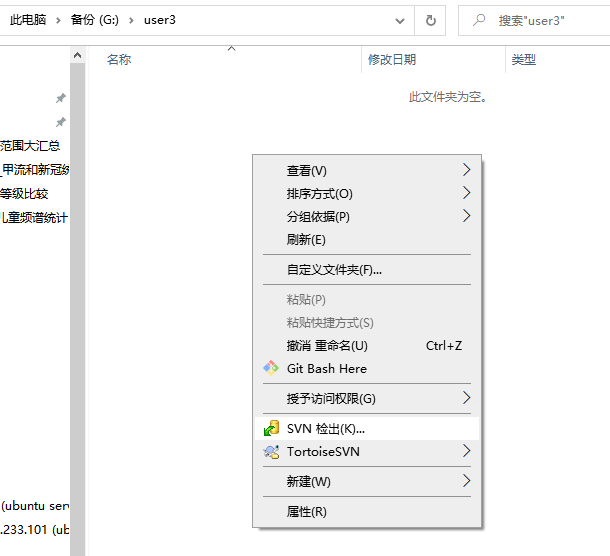 此电脑 > 备份 (G:) > user3
搜索"user3"
名称 修改日期 类型
此文件夹为空。
范围大汇总
甲流和新冠统
等级比较
儿童频谱统计
(ubuntu serv
.233.101 (ub
查看(V)
排序方式(O)
分组依据(P)
刷新(E)
自定义文件夹(F)...
粘贴(P)
粘贴快捷方式(S)
撤消 重命名(U) Ctrl+Z
Git Bash Here
授予访问权限(G)
SVN 检出(K)...
TortoiseSVN
新建(W)
属性(R)